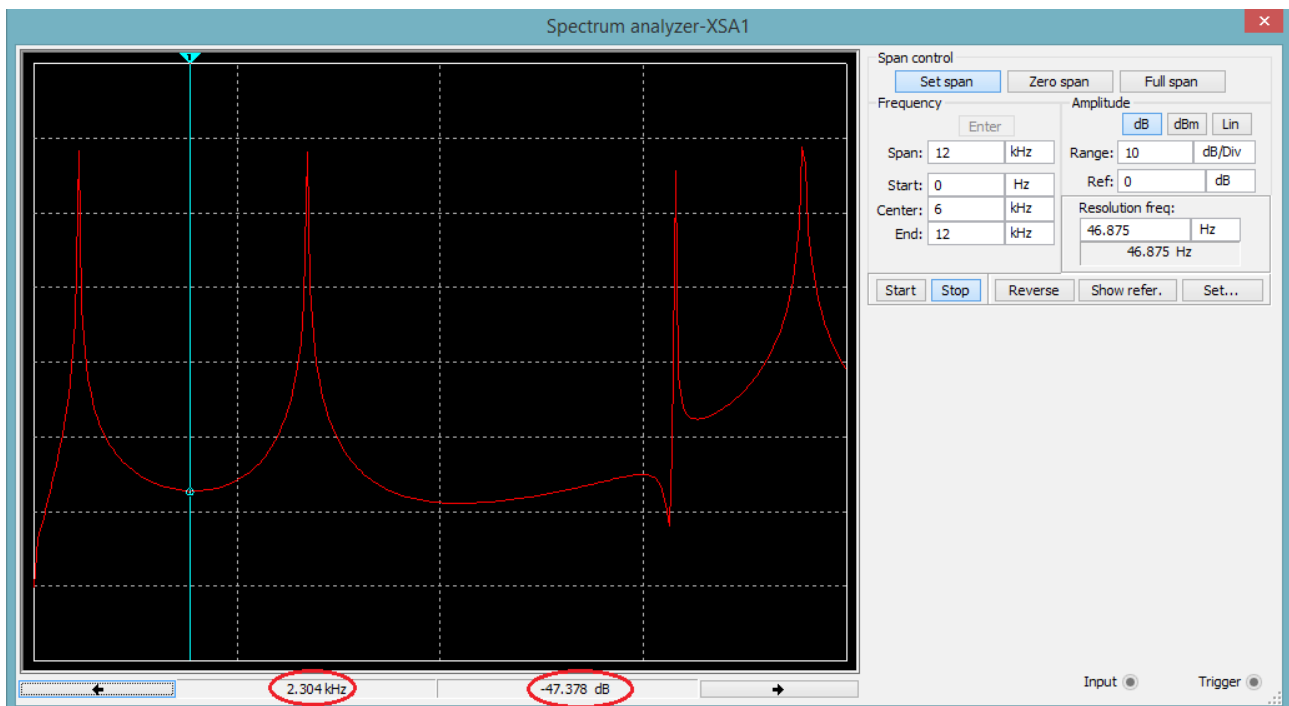 Spectrum analyzer-XSA1
1
Span control
Set span Zero span Full span
Frequency
Enter
Span: 12 kHz
Start: 0 Hz
Center: 6 kHz
End: 12 kHz
Amplitude
dB dBm Lin
Range: 10 dB/Div
Ref: 0 dB
Resolution freq:
46.875 Hz
46.875 Hz
Start Stop Reverse Show refer. Set...
2.304 kHz -47.378 dB
Input Trigger